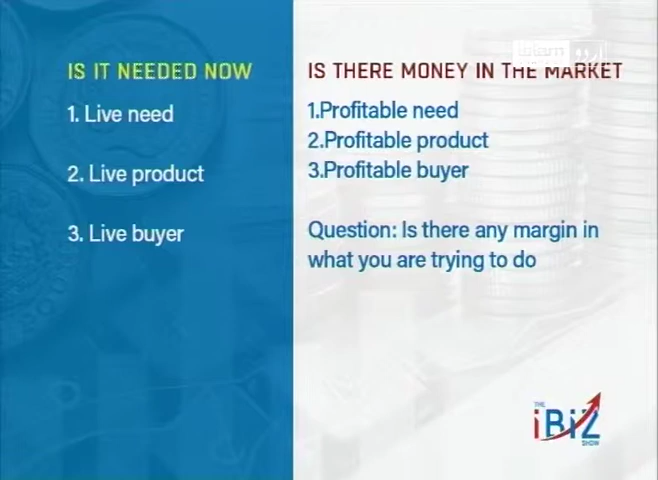 islam
اردو
IS IT NEEDED NOW
1. Live need
2. Live product
3. Live buyer
IS THERE MONEY IN THE MARKET
1.Profitable need
2.Profitable product
3.Profitable buyer
Question: Is there any margin in
what you are trying to do
THE
iBiZ
SHOW